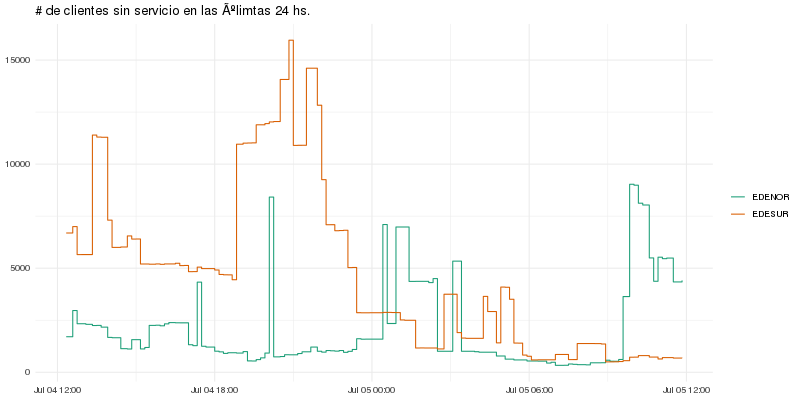 # de clientes sin servicio en las Ãºlimtas 24 hs.
15000
10000
5000
0
EDENOR
EDESUR
Jul 04 12:00
Jul 04 18:00
Jul 05 00:00
Jul 05 06:00
Jul 05 12:00